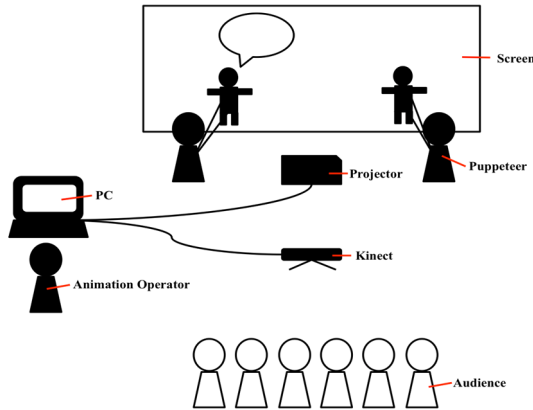 Screen
Puppeteer
Projector
PC
Kinect
Animation Operator
Audience